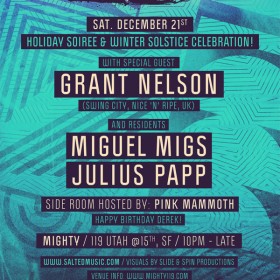 SAT. DECEMBER 21ST
HOLIDAY SOIREE & WINTER SOLSTICE CELEBRATION!
WITH SPECIAL GUEST
GRANT NELSON
(SWING CITY, NICE 'N' RIPE, UK)
AND RESIDENTS
MIGUEL MIGS
JULIUS PAPP
SIDE ROOM HOSTED BY: PINK MAMMOTH
HAPPY BIRTHDAY DEREK!
MIGHTY / 119 UTAH @15TH, SF / 10PM - LATE
WWW.SALTEDMUSIC.COM / VISUALS BY SLIDE & SPIN PRODUCTIONS
VENUE INFO: WWW.MIGHTY119.COM